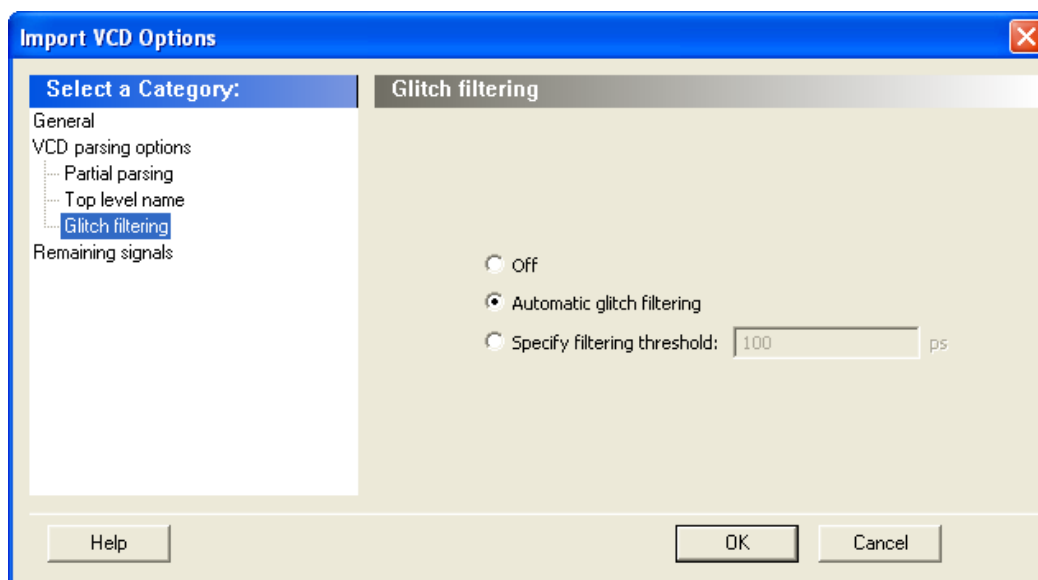 Import VCD Options
Select a Category:
General
VCD parsing options
Partial parsing
Top level name
Glitch filtering
Remaining signals
Glitch filtering
Off
Automatic glitch filtering
Specify filtering threshold: 100 ps
Help
OK
Cancel